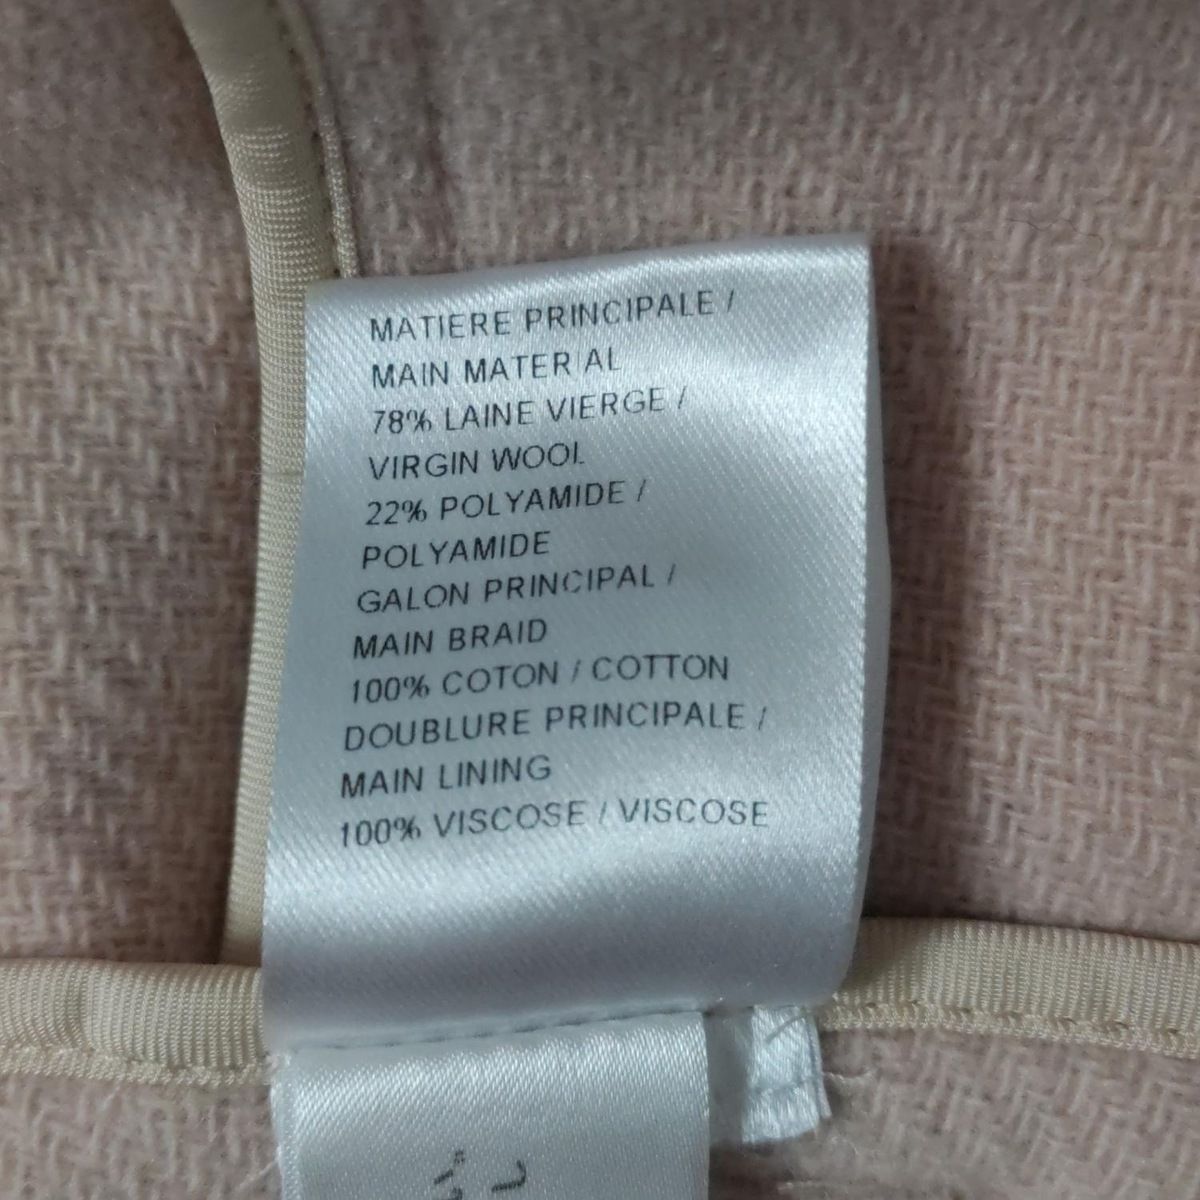 MATIERE PRINCIPALE /
MAIN MATERIAL
78% LAINE VIERGE /
VIRGIN WOOL
22% POLYAMIDE /
POLYAMIDE
GALON PRINCIPAL /
MAIN BRAID
100% COTON / COTTON
DOUBLURE PRINCIPALE /
MAIN LINING
100% VISCOSE / VISCOSE